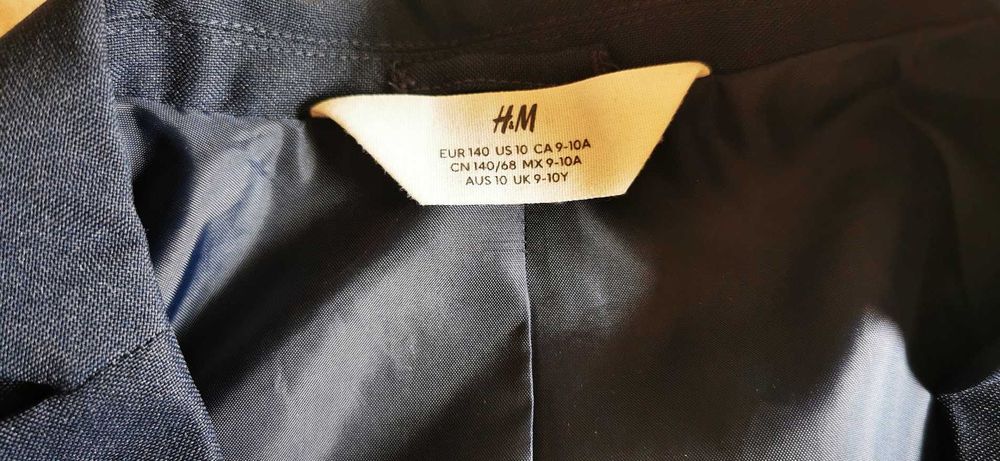 H&M
EUR 140 US 10 CA 9-10A
CN 140/68 MX 9-10A
AUS 10 UK 9-10Y